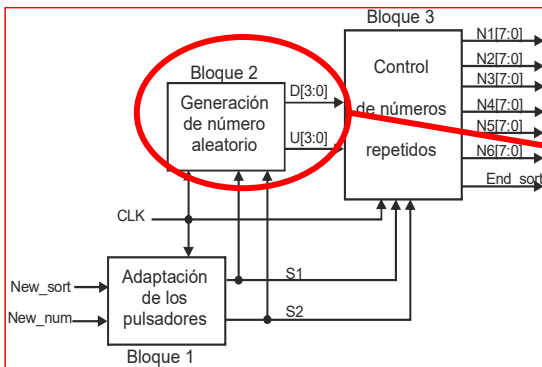 Bloque 3
N1[7:0]
N2[7:0]
N3[7:0]
N4[7:0]
N5[7:0]
N6[7:0]
End_sort
Control
de números
repetidos
Bloque 2
Generación
de número
aleatorio
D[3:0]
U[3:0]
CLK
New_sort
New_num
Adaptación
de los
pulsadores
S1
S2
Bloque 1